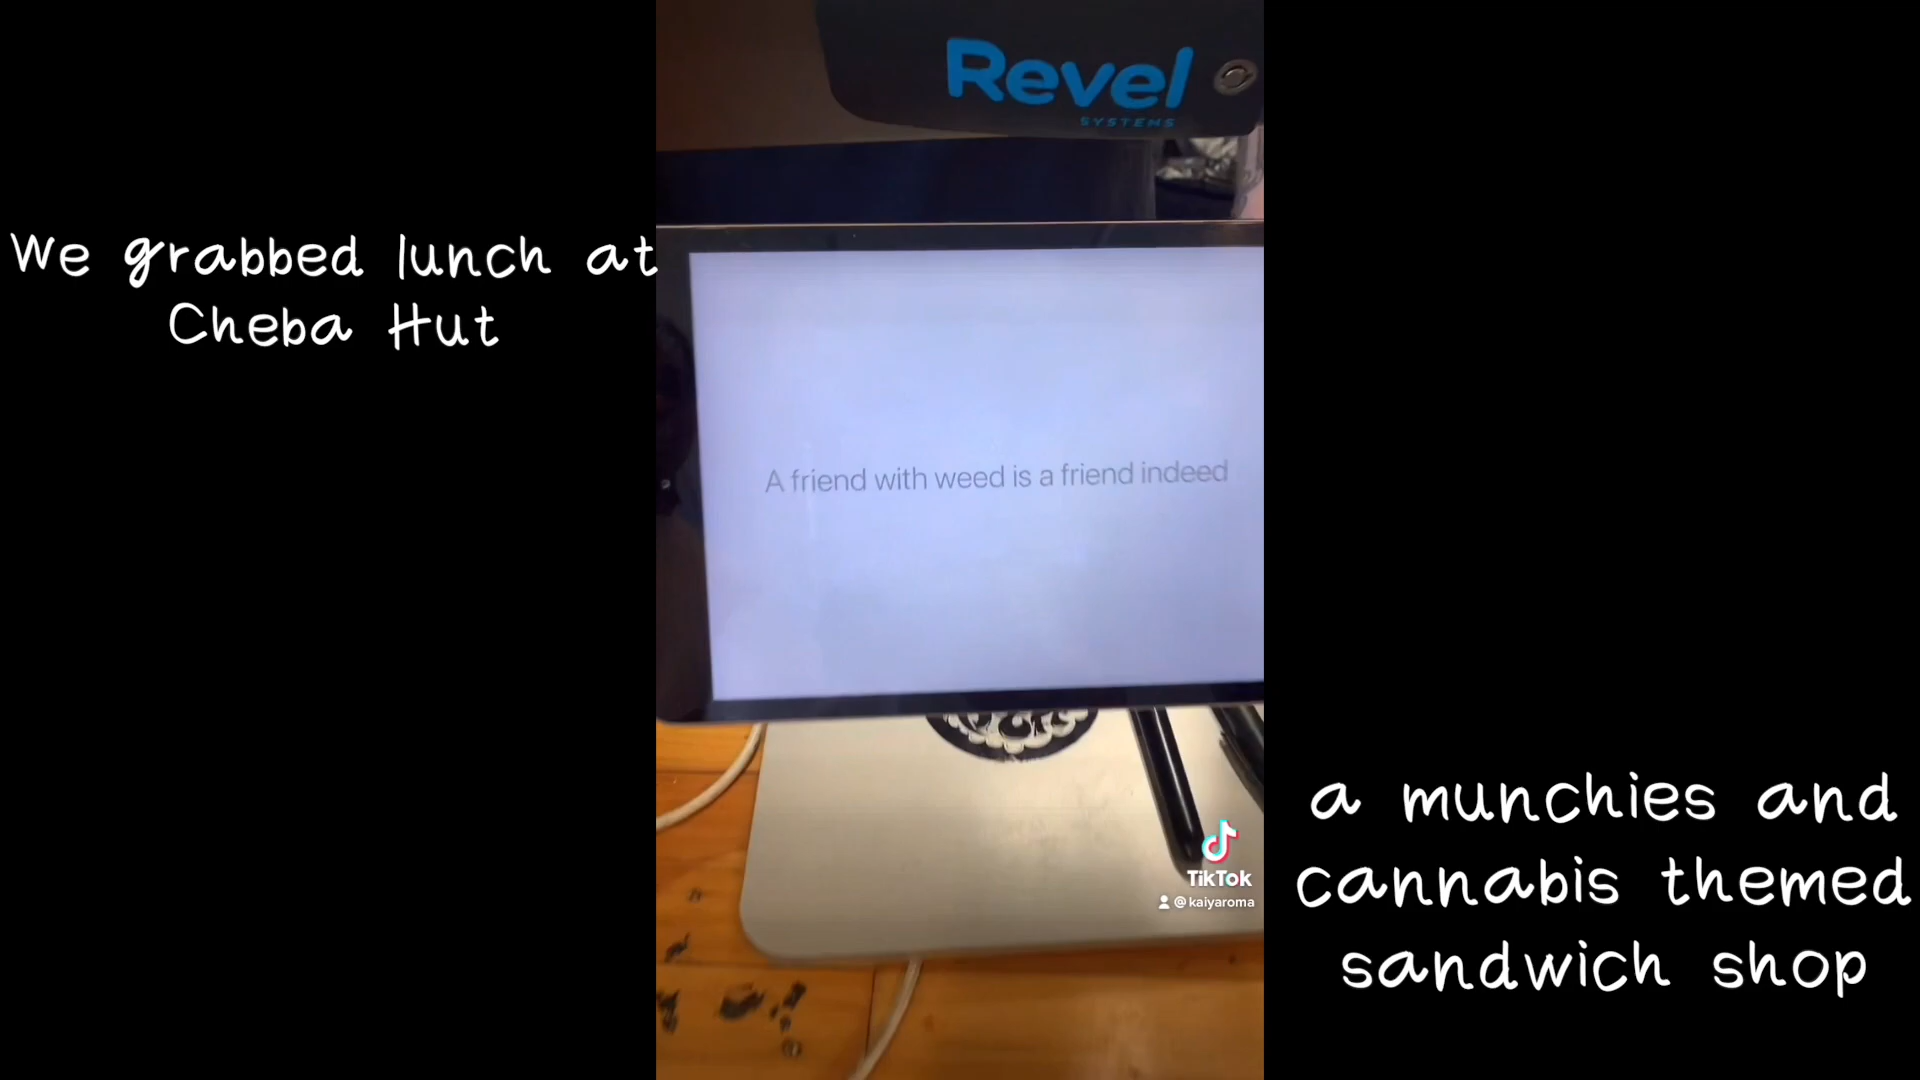 Revel
SYSTEMS
We grabbed lunch at
Cheba Hut
A friend with weed is a friend indeed
a munchies and
cannabis themed
sandwich shop
TikTok
@kaiyaroma